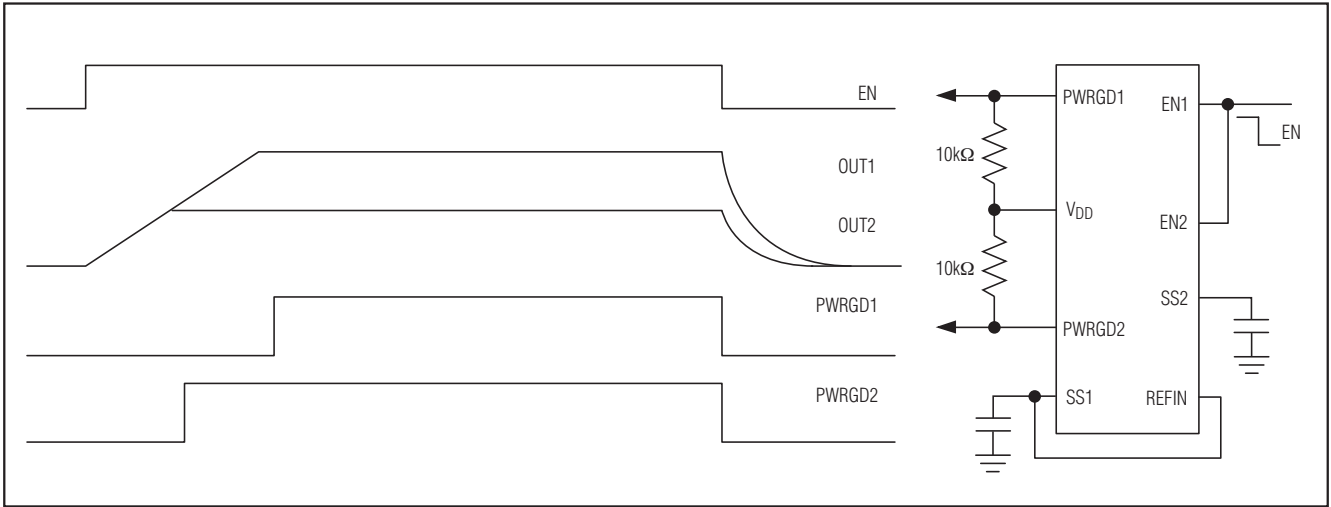 EN
OUT1
OUT2
PWRGD1
PWRGD2
PWRGD1
EN1
EN
10kΩ
VDD
EN2
10kΩ
SS2
PWRGD2
SS1
REFIN